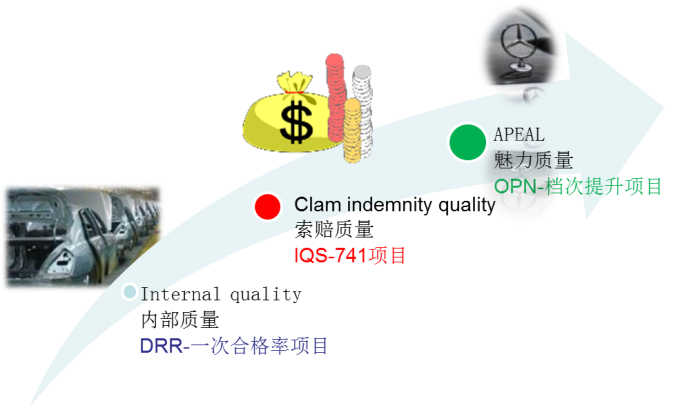 $
APEAL
魅力质量
OPN-档次提升项目
Clam indemnity quality
索赔质量
IQS-741项目
Internal quality
内部质量
DRR-一次合格率项目